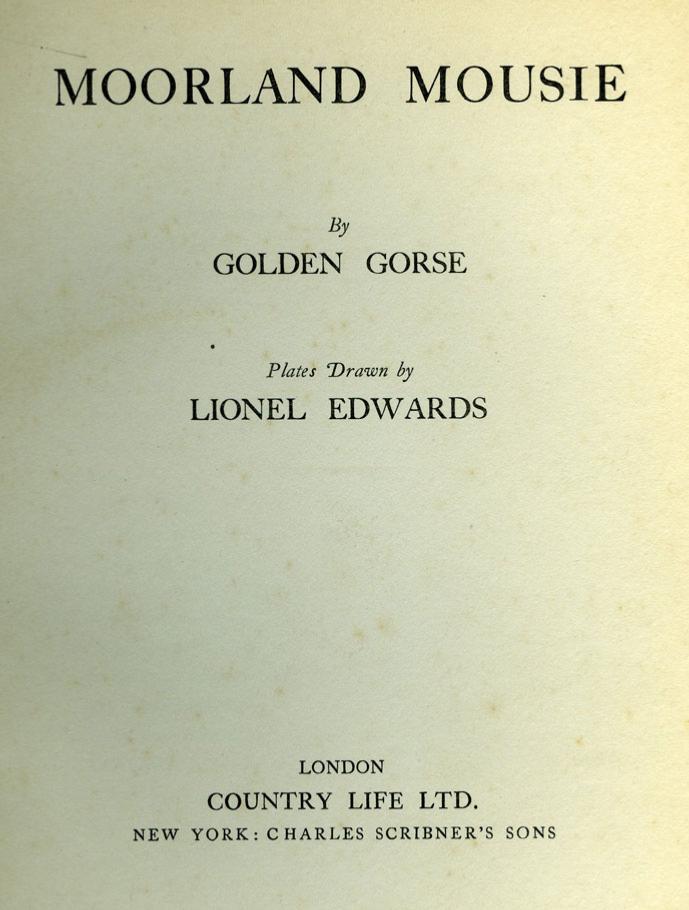 MOORLAND MOUSIE
By
GOLDEN GORSE
Plates Drawn by
LIONEL EDWARDS
LONDON
COUNTRY LIFE LTD.
NEW YORK: CHARLES SCRIBNER'S SONS